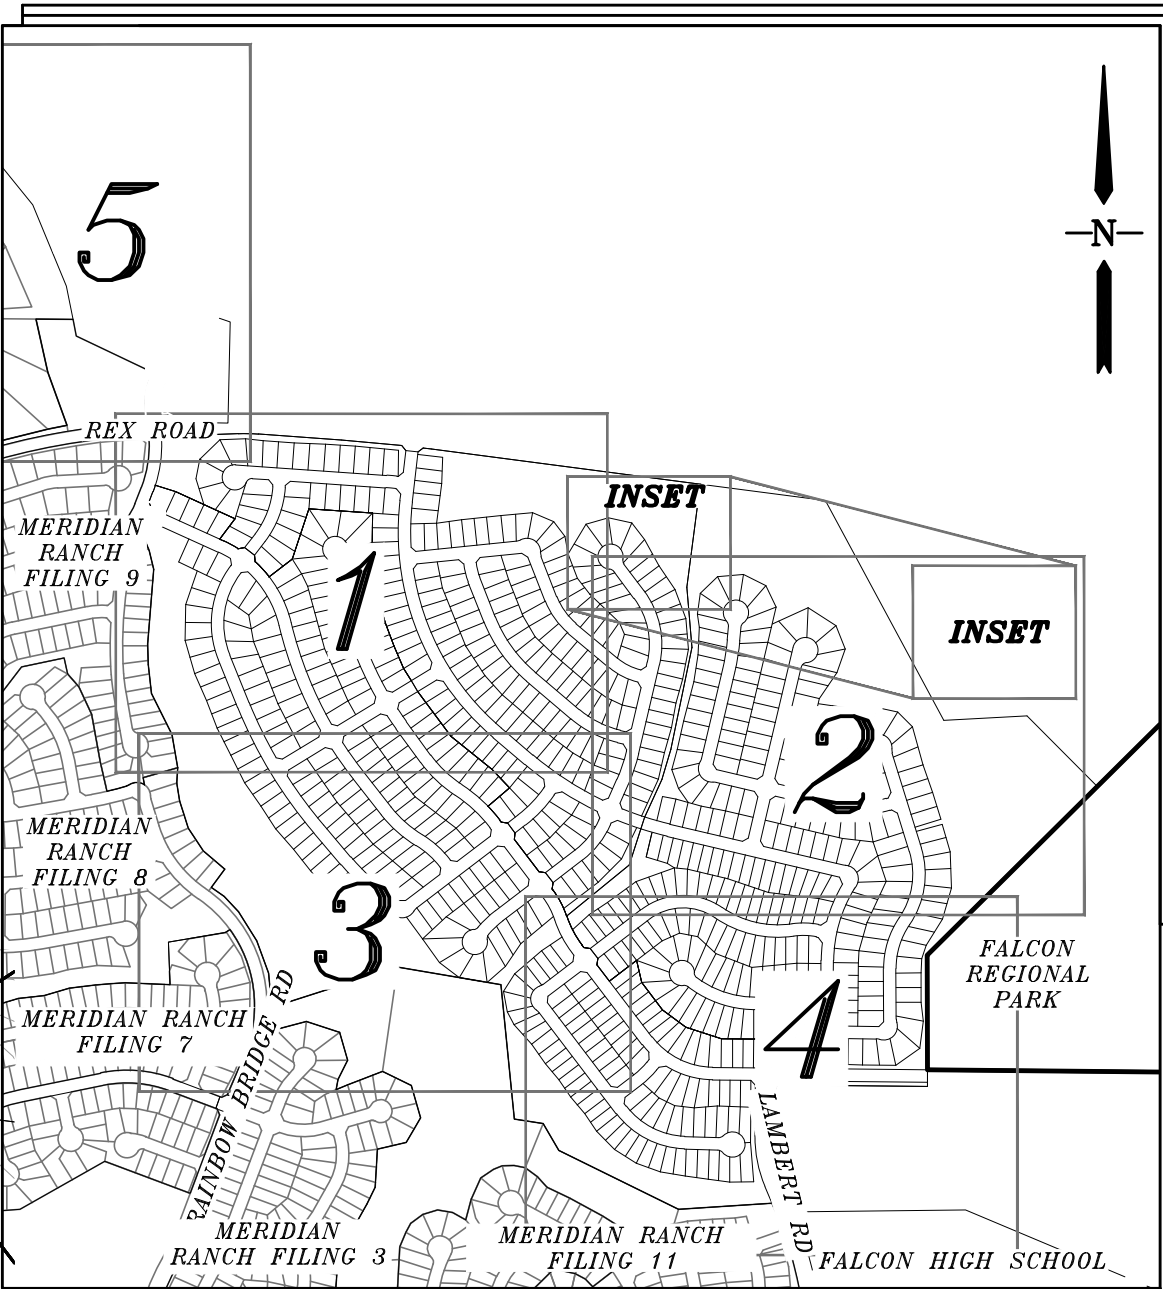 5
N
REX ROAD
INSET
MERIDIAN
RANCH
FILING 9
1
INSET
2
MERIDIAN
RANCH
FILING 8
3
FALCON
REGIONAL
PARK
MERIDIAN RANCH
FILING 7
4
RAINBOW BRIDGE RD
LAMBERT RD
MERIDIAN
RANCH FILING 3
MERIDIAN RANCH
FILING 11
FALCON HIGH SCHOOL